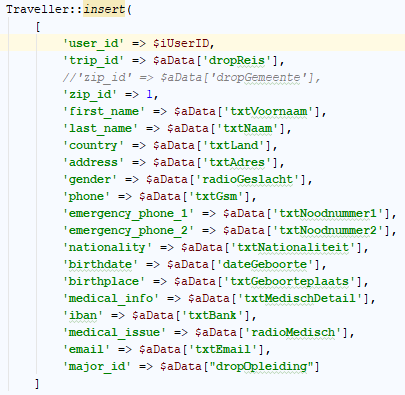 Traveller::insert(
[
'user_id' => $iUserID,
'trip_id' => $aData['dropReis'],
//'zip_id' => $aData['dropGemeente'],
'zip_id' => 1,
'first_name' => $aData['txtVoornaam'],
'last_name' => $aData['txtNaam'],
'country' => $aData['txtLand'],
'address' => $aData['txtAdres'],
'gender' => $aData['radioGeslacht'],
'phone' => $aData['txtGsm'],
'emergency_phone_1' => $aData['txtNoodnummer1'],
'emergency_phone_2' => $aData['txtNoodnummer2'],
'nationality' => $aData['txtNationaliteit'],
'birthdate' => $aData['dateGeboorte'],
'birthplace' => $aData['txtGeboorteplaats'],
'medical_info' => $aData['txtMedischDetail'],
'iban' => $aData['txtBank'],
'medical_issue' => $aData['radioMedisch'],
'email' => $aData['txtEmail'],
'major_id' => $aData["dropOpleiding"]
]